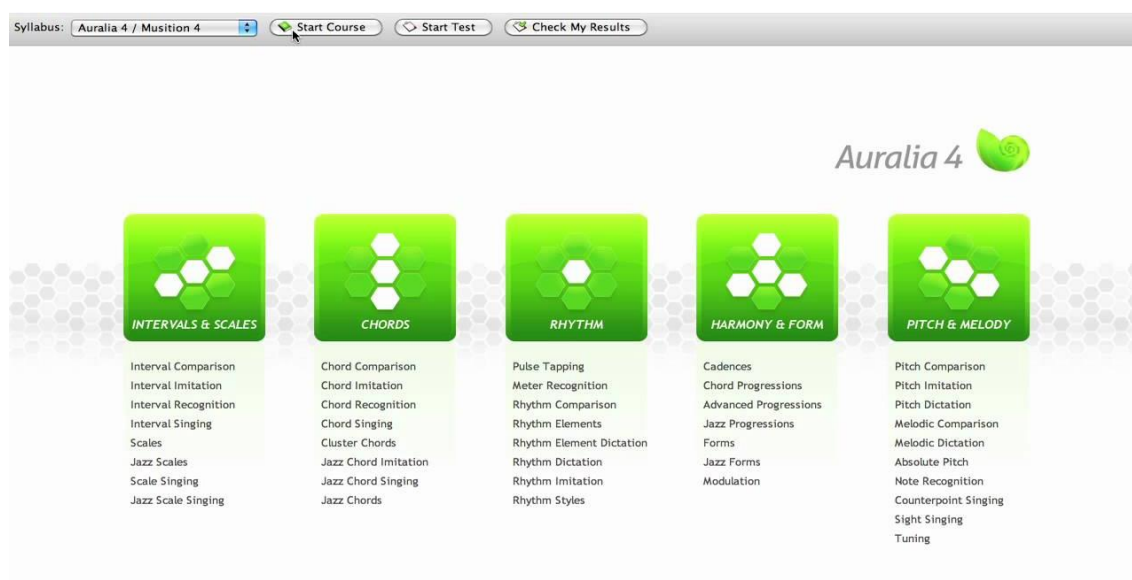 Syllabus: Auralia 4 / Musition 4 Start Course Start Test Check My Results
Auralia 4
INTERVALS & SCALES
Interval Comparison
Interval Imitation
Interval Recognition
Interval Singing
Scales
Jazz Scales
Scale Singing
Jazz Scale Singing
CHORDS
Chord Comparison
Chord Imitation
Chord Recognition
Chord Singing
Cluster Chords
Jazz Chord Imitation
Jazz Chord Singing
Jazz Chords
RHYTHM
Pulse Tapping
Meter Recognition
Rhythm Comparison
Rhythm Elements
Rhythm Element Dictation
Rhythm Dictation
Rhythm Imitation
Rhythm Styles
HARMONY & FORM
Cadences
Chord Progressions
Advanced Progressions
Jazz Progressions
Forms
Jazz Forms
Modulation
PITCH & MELODY
Pitch Comparison
Pitch Imitation
Pitch Dictation
Melodic Comparison
Melodic Dictation
Absolute Pitch
Note Recognition
Counterpoint Singing
Sight Singing
Tuning